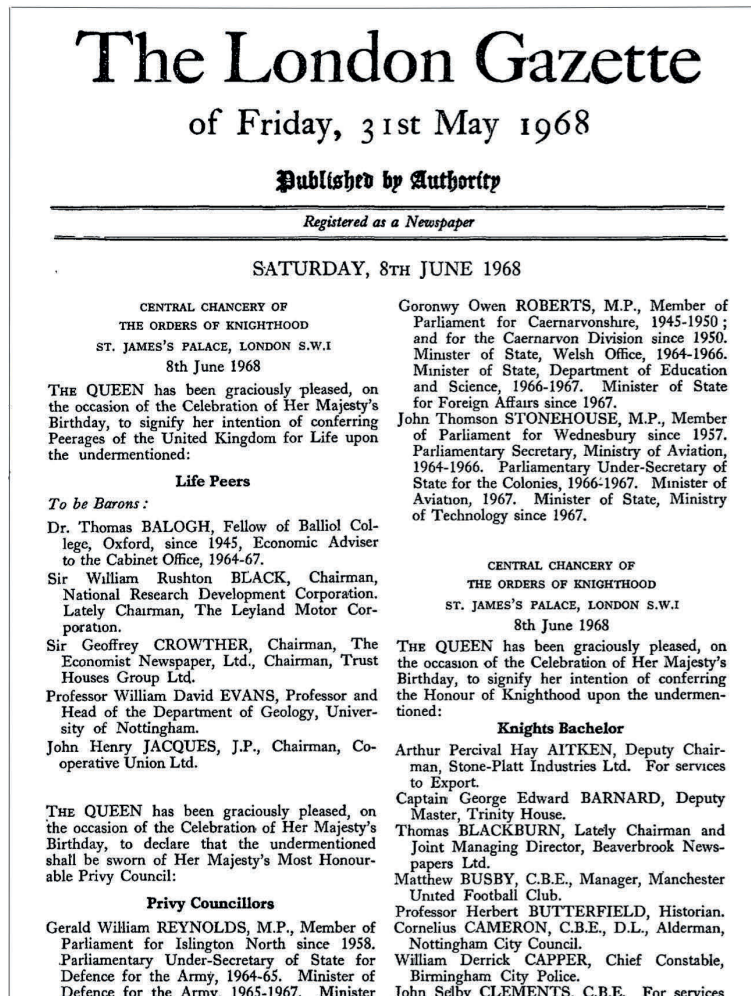 The London Gazette
of Friday, 31st May 1968
Published by Authority
Registered as a Newspaper
SATURDAY, 8TH JUNE 1968
CENTRAL CHANCERY OF
THE ORDERS OF KNIGHTHOOD
ST. JAMES'S PALACE, LONDON S.W.I
8th June 1968
THE QUEEN has been graciously pleased, on
the occasion of the Celebration of Her Majesty's
Birthday, to signify her intention of conferring
Peerages of the United Kingdom for Life upon
the undermentioned:
Life Peers
To be Barons:
Dr. Thomas BALOGH, Fellow of Balliol Col-
lege, Oxford, since 1945, Economic Adviser
to the Cabinet Office, 1964-67.
Sir William Rushton BLACK, Chairman,
National Research Development Corporation.
Lately Chairman, The Leyland Motor Cor-
poration.
Sir Geoffrey CROWTHER, Chairman, The
Economist Newspaper, Ltd., Chairman, Trust
Houses Group Ltd.
Professor William David EVANS, Professor and
Head of the Department of Geology, Univer-
sity of Nottingham.
John Henry JACQUES, J.P., Chairman, Co-
operative Union Ltd.
THE QUEEN has been graciously pleased, on
the occasion of the Celebration of Her Majesty's
Birthday, to declare that the undermentioned
shall be sworn of Her Majesty's Most Honour-
able Privy Council:
Privy Councillors
Gerald William REYNOLDS, M.P., Member of
Parliament for Islington North since 1958.
Parliamentary Under-Secretary of State for
Defence for the Army, 1964-65. Minister of
Defence for the Army, 1965-1967. Minister
Goronwy Owen ROBERTS, M.P., Member of
Parliament for Caernarvonshire, 1945-1950;
and for the Caernarvon Division since 1950.
Minister of State, Welsh Office, 1964-1966.
Minister of State, Department of Education
and Science, 1966-1967. Minister of State
for Foreign Affairs since 1967.
John Thomson STONEHOUSE, M.P., Member
of Parliament for Wednesbury since 1957.
Parliamentary Secretary, Ministry of Aviation,
1964-1966. Parliamentary Under-Secretary of
State for the Colonies, 1966-1967. Minister of
Aviation, 1967. Minister of State, Ministry
of Technology since 1967.
CENTRAL CHANCERY OF
THE ORDERS OF KNIGHTHOOD
ST. JAMES'S PALACE, LONDON S.W.I
8th June 1968
THE QUEEN has been graciously pleased, on
the occasion of the Celebration of Her Majesty's
Birthday, to signify her intention of conferring
the Honour of Knighthood upon the undermen-
tioned:
Knights Bachelor
Arthur Percival Hay AITKEN, Deputy Chair-
man, Stone-Platt Industries Ltd. For services
to Export.
Captain George Edward BARNARD, Deputy
Master, Trinity House.
Thomas BLACKBURN, Lately Chairman and
Joint Managing Director, Beaverbrook News-
papers Ltd.
Matthew BUSBY, C.B.E., Manager, Manchester
United Football Club.
Professor Herbert BUTTERFIELD, Historian.
Cornelius CAMERON, C.B.E., D.L., Alderman,
Nottingham City Council.
William Derrick CAPPER, Chief Constable,
Birmingham City Police.
John Selby CLEMENTS, C.B.E. For services